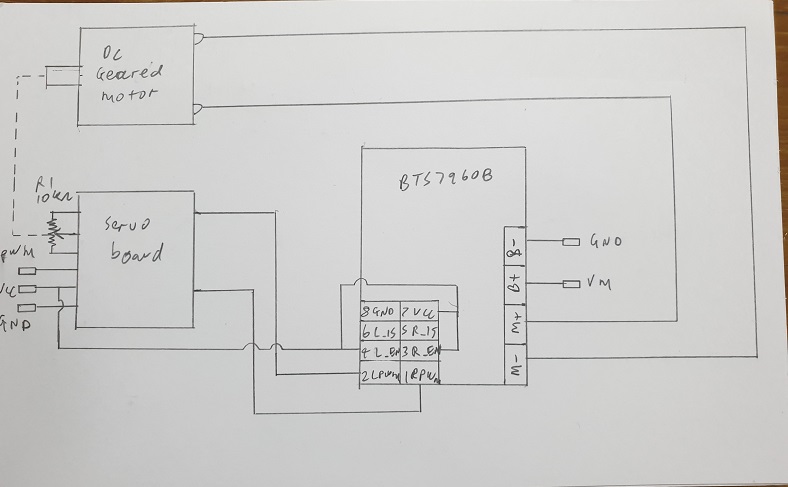 DC
Geared
motor
R1
10kΩ
servo
board
PWM
VCC
GND
BTS7960B
B-
GND
B+
VM
M+
M-
8 GND 7 VCC
6 L_IS 5 R_IS
4 L_EN 3 R_EN
2 LPWM 1 RPWM